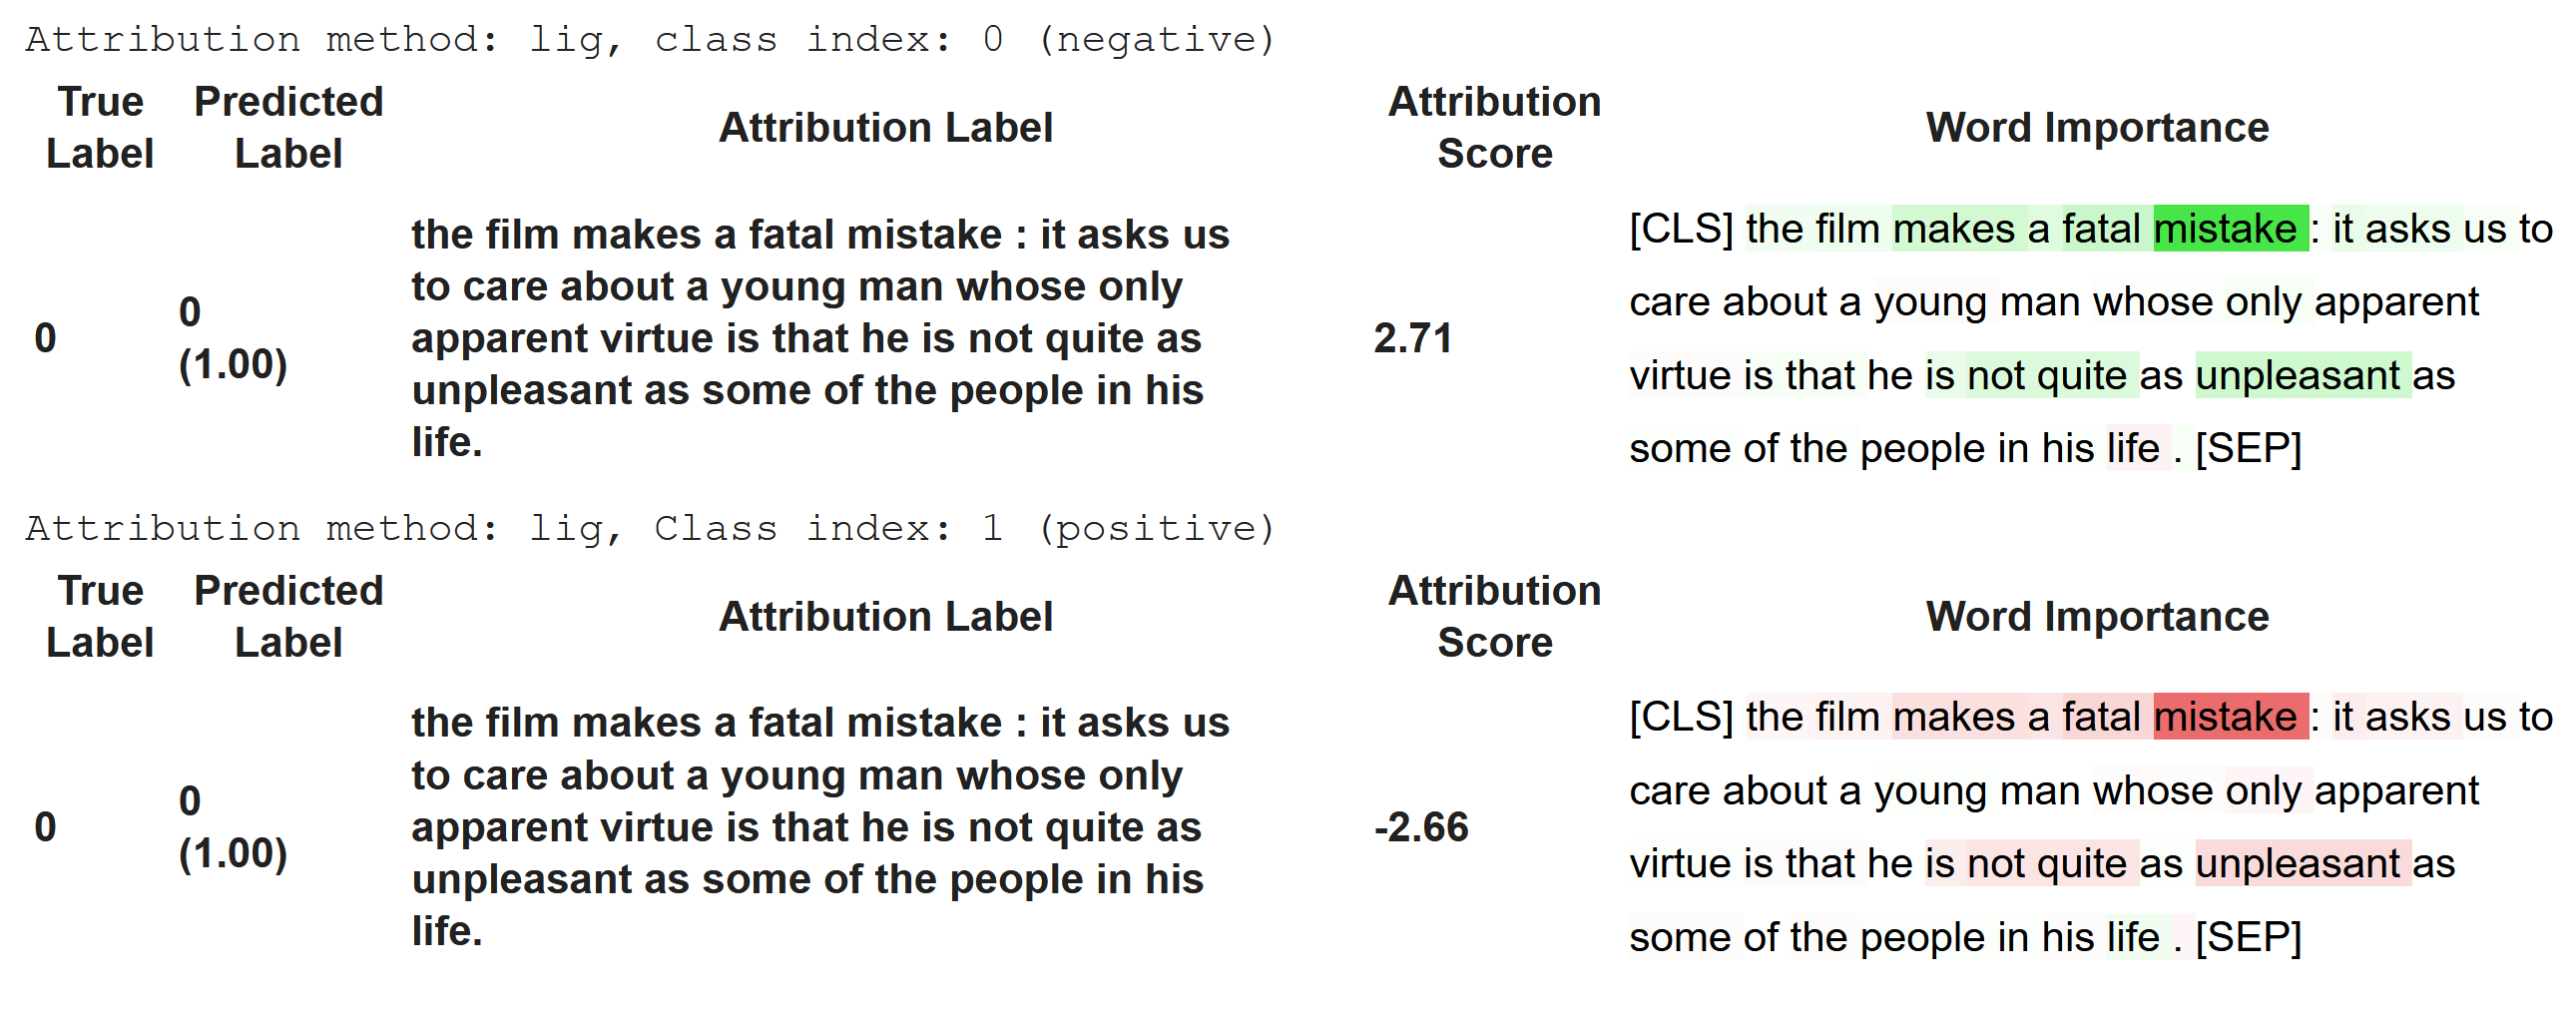 Attribution method: lig, class index: 0 (negative)
True Label Predicted Label Attribution Label Attribution Score Word Importance
0
0
(1.00)
the film makes a fatal mistake : it asks us
to care about a young man whose only
apparent virtue is that he is not quite as
unpleasant as some of the people in his
life.
2.71
[CLS] the film makes a fatal mistake : it asks us to
care about a young man whose only apparent
virtue is that he is not quite as unpleasant as
some of the people in his life . [SEP]
Attribution method: lig, Class index: 1 (positive)
True Label Predicted Label Attribution Label Attribution Score Word Importance
0
0
(1.00)
the film makes a fatal mistake : it asks us
to care about a young man whose only
apparent virtue is that he is not quite as
unpleasant as some of the people in his
life.
-2.66
[CLS] the film makes a fatal mistake : it asks us to
care about a young man whose only apparent
virtue is that he is not quite as unpleasant as
some of the people in his life . [SEP]